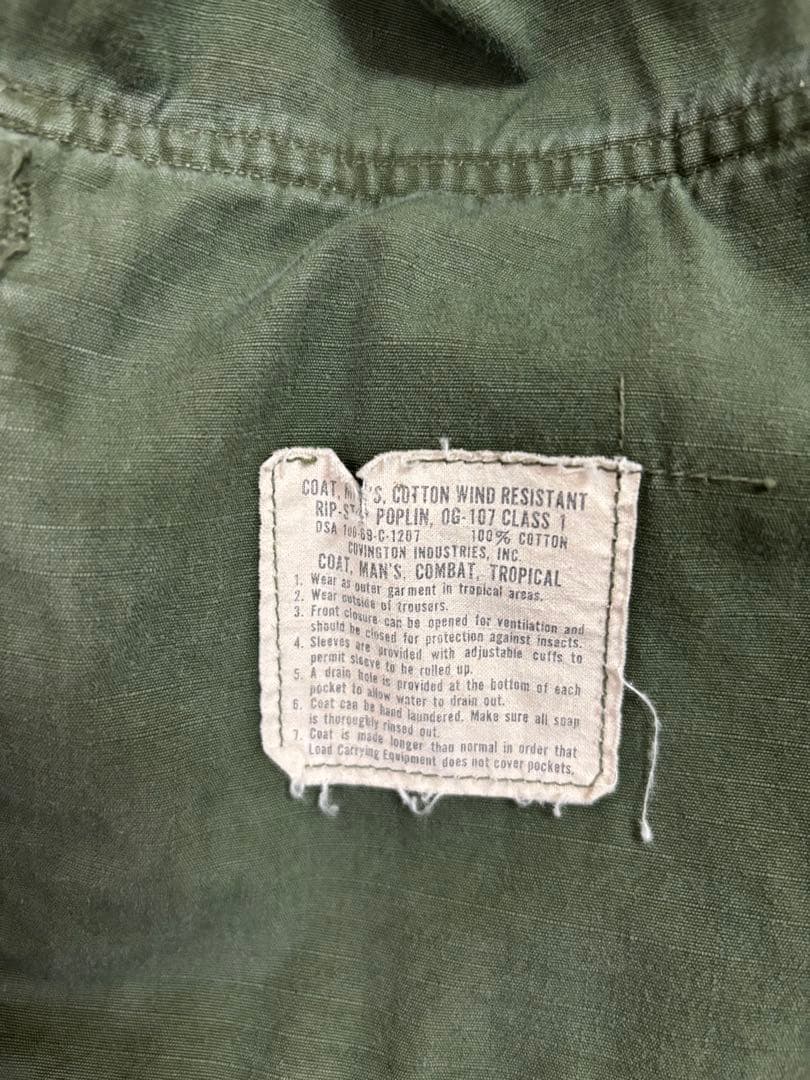 COAT, M 'S, COTTON WIND RESISTANT
RIP-ST POPLIN, OG-107 CLASS 1
DSA 100-69-C-1207 100% COTTON
COVINGTON INDUSTRIES, INC.
COAT, MAN'S, COMBAT, TROPICAL
1. Wear as outer garment in tropical areas.
2. Wear outside of trousers.
3. Front closure can be opened for ventilation and
should be closed for protection against insects.
4. Sleeves are provided with adjustable cuffs to
permit sleeve to be rolled up.
5. A drain hole is provided at the bottom of each
pocket to allow water to drain out.
6. Coat can be hand laundered. Make sure all soap
is thoroughly rinsed out.
7. Coat is made longer than normal in order that
Load Carrying Equipment does not cover pockets.